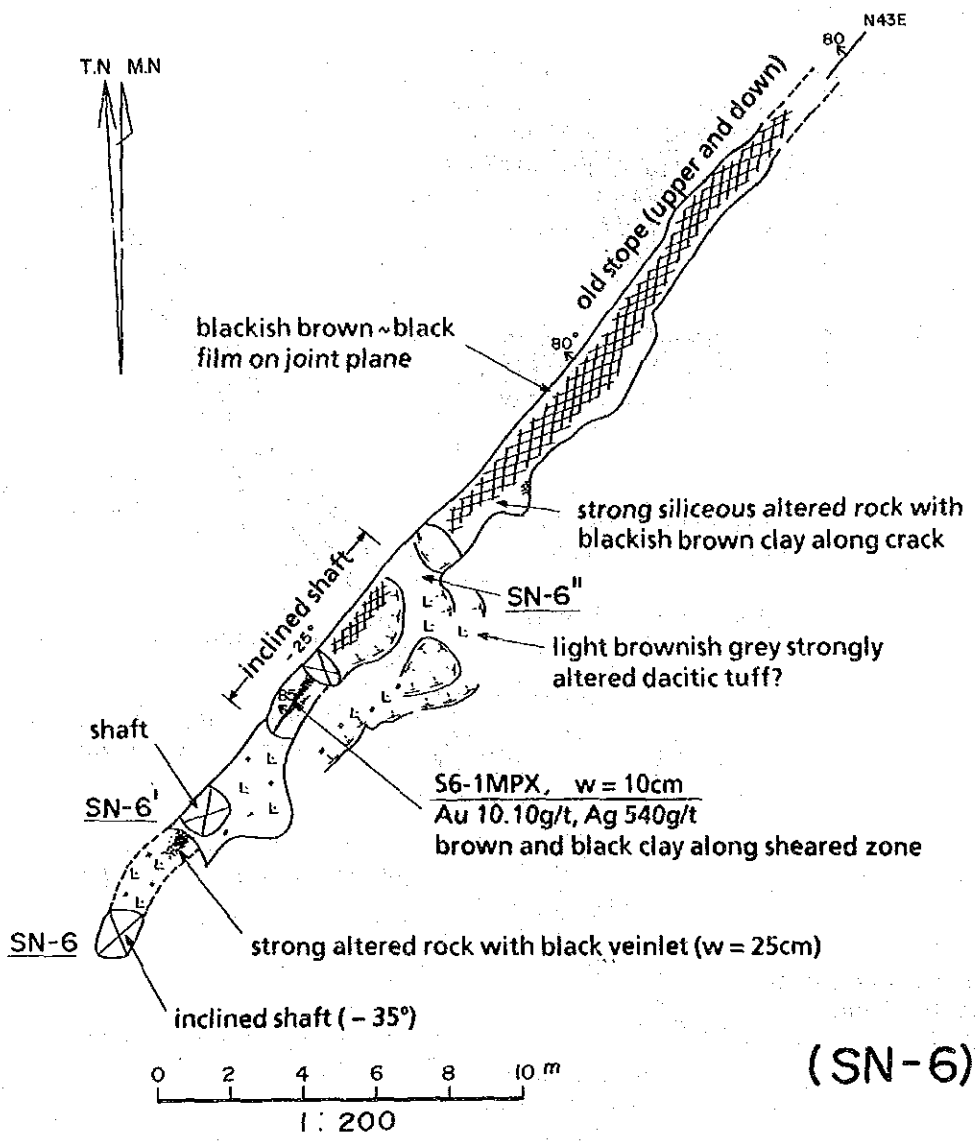 N43E
80
T.N M.N
old stope (upper and down)
blackish brown ~ black
film on joint plane
80°
strong siliceous altered rock with
blackish brown clay along crack
inclined shaft
-25°
SN-6"
light brownish grey strongly
altered dacitic tuff?
85
shaft
SN-6'
S6-1MPX, w = 10cm
Au 10.10g/t, Ag 540g/t
brown and black clay along sheared zone
SN-6
strong altered rock with black veinlet (w = 25cm)
inclined shaft (– 35°)
(SN-6)
0 2 4 6 8 10 m
1 : 200